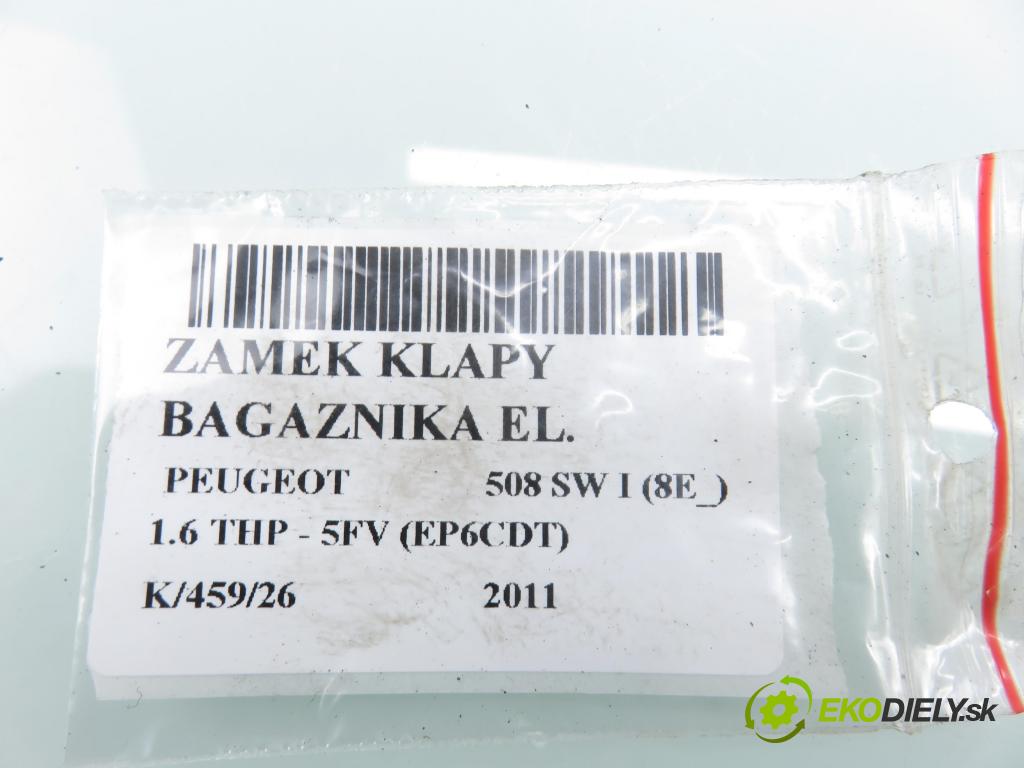 ZAMEK KLAPY
BAGAZNIKA EL.
PEUGEOT 508 SW I (8E_)
1.6 THP - 5FV (EP6CDT)
K/459/26 2011
EKODIELY.sk